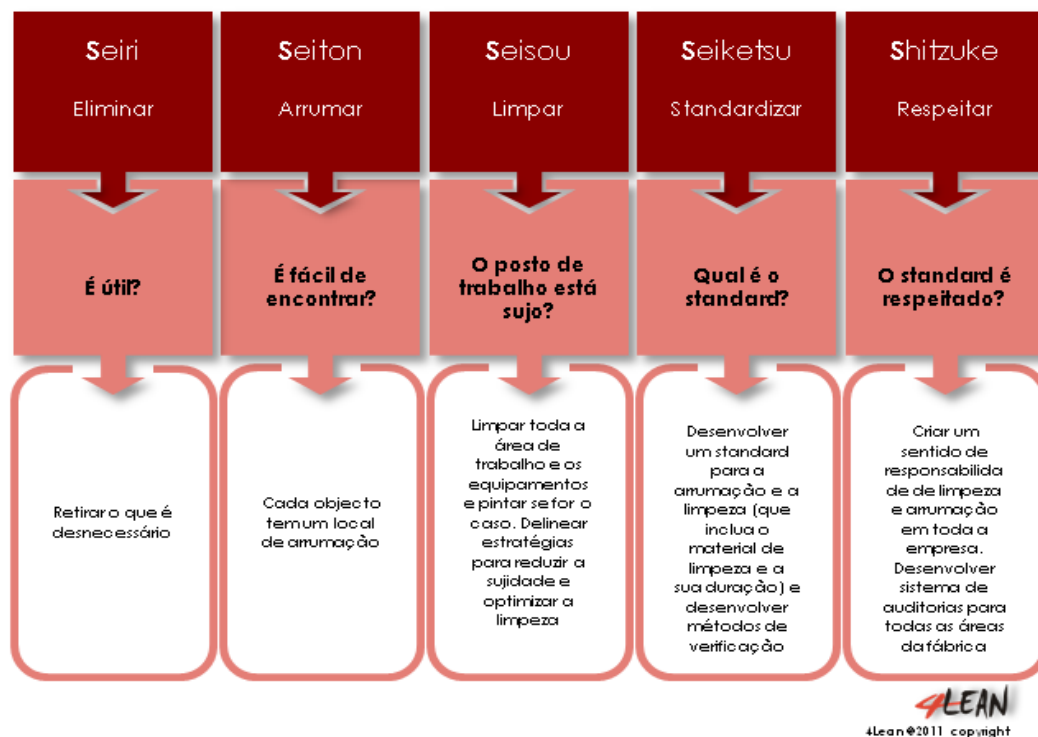 Seiri
Eliminar
É útil?
Retirar o que é
desnecessário
Seiton
Arrumar
É fácil de
encontrar?
Cada objecto
tem um local
de arrumação
Seisou
Limpar
O posto de
trabalho está
sujo?
Limpar toda a
área de
trabalho e os
equipamentos
e pintar se for o
caso. Delinear
estratégias
para reduzir a
sujidade e
optimizar a
limpeza
Seiketsu
Standardizar
Qual é o
standard?
Desenvolver
um standard
para a
arrumação e a
limpeza (que
inclua o
material de
limpeza e a
sua duração) e
desenvolver
métodos de
verificação
Shitzuke
Respeitar
O standard é
respeitado?
Criar um
sentido de
responsabilida
de de limpeza
e arrumação
em toda a
empresa.
Desenvolver
sistema de
auditorias para
todas as áreas
da fábrica
4LEAN
4Lean©2011 copyright